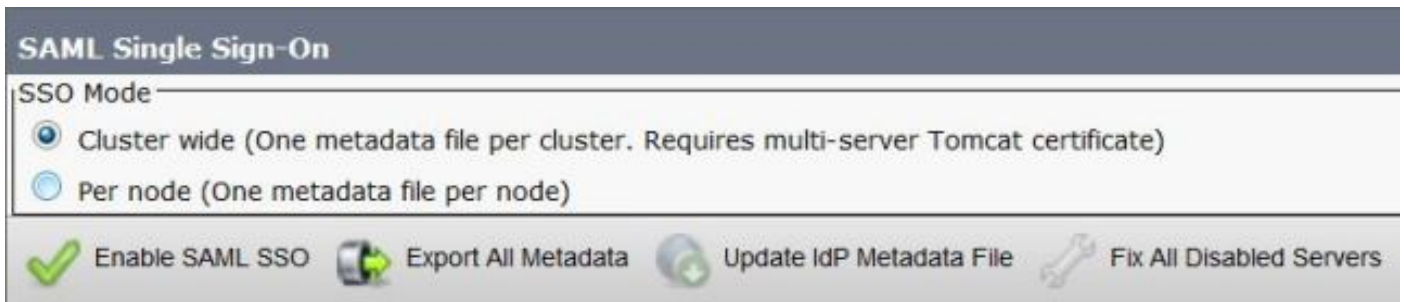 SAML Single Sign-On
SSO Mode
Cluster wide (One metadata file per cluster. Requires multi-server Tomcat certificate)
Per node (One metadata file per node)
Enable SAML SSO Export All Metadata Update IdP Metadata File Fix All Disabled Servers